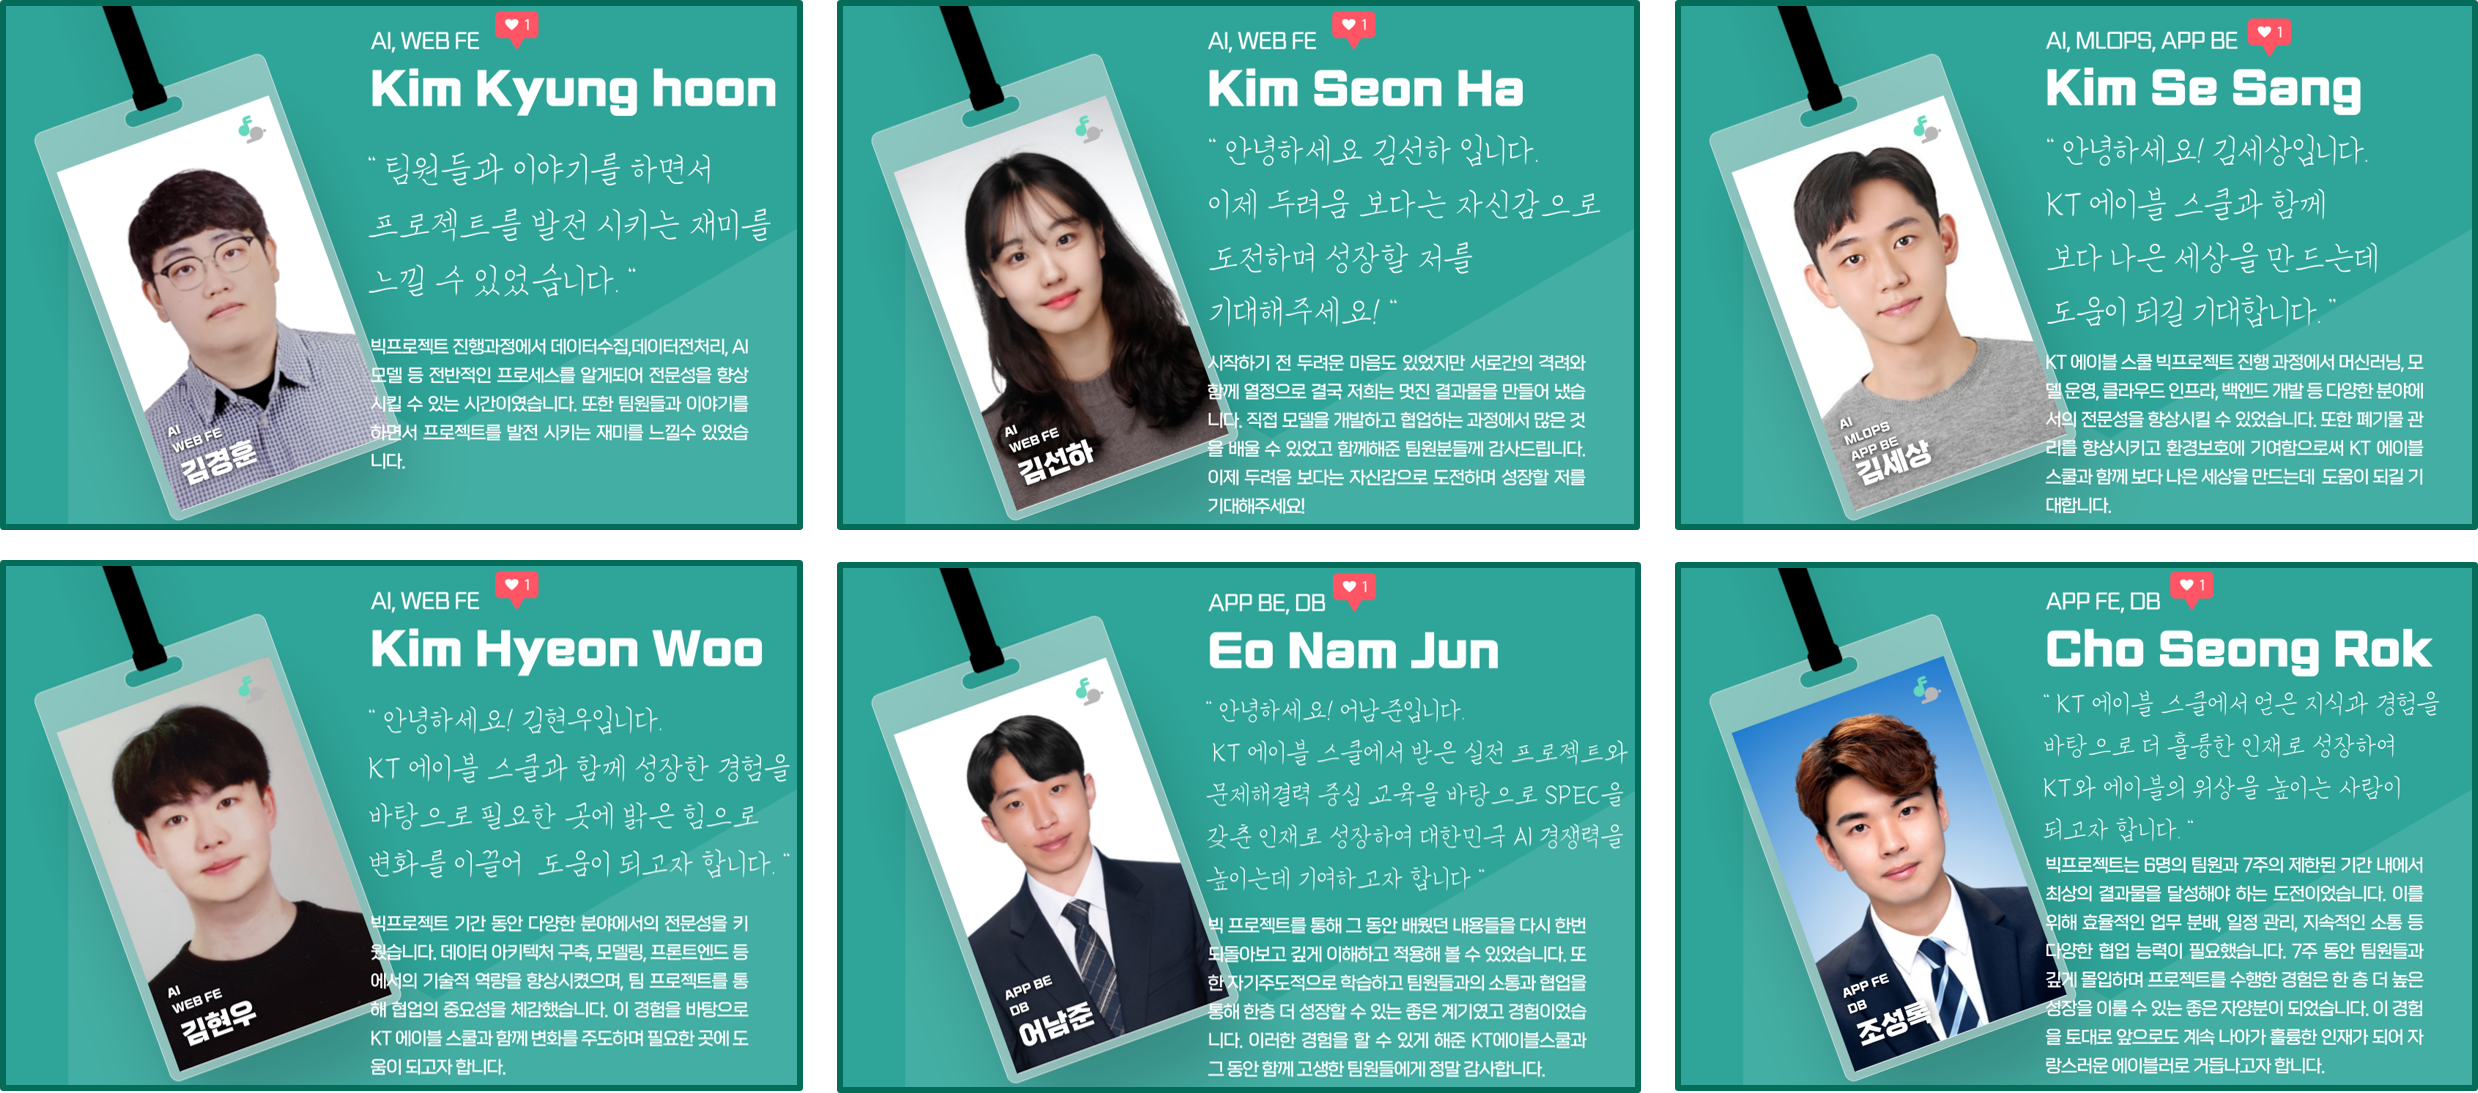 AI, WEB FE
1
Kim Kyung hoon
“ 팀원들과 이야기를 하면서
프로젝트를 발전 시키는 재미를
느낄 수 있었습니다. “
빅프로젝트 진행과정에서 데이터수집,데이터전처리, AI
모델 등 전반적인 프로세스를 알게되어 전문성을 향상
시킬 수 있는 시간이였습니다. 또한 팀원들과 이야기를
하면서 프로젝트를 발전 시키는 재미를 느낄수 있었습
니다.
AI
WEB FE
김경훈
AI, WEB FE
1
Kim Seon Ha
“ 안녕하세요 김선하 입니다.
이제 두려움 보다는 자신감으로
도전하며 성장할 저를
기대해주세요! “
시작하기 전 두려운 마음도 있었지만 서로간의 격려와
함께 열정으로 결국 저희는 멋진 결과물을 만들어 냈습
니다. 직접 모델을 개발하고 협업하는 과정에서 많은 것
을 배울 수 있었고 함께해준 팀원분들께 감사드립니다.
이제 두려움 보다는 자신감으로 도전하며 성장할 저를
기대해주세요!
AI
WEB FE
김선하
AI, MLOPS, APP BE
1
Kim Se Sang
“ 안녕하세요! 김세상입니다.
KT 에이블 스쿨과 함께
보다 나은 세상을 만드는데
도움이 되길 기대합니다. ”
KT 에이블 스쿨 빅프로젝트 진행 과정에서 머신러닝, 모
델 운영, 클라우드 인프라, 백엔드 개발 등 다양한 분야에
서의 전문성을 향상시킬 수 있었습니다. 또한 폐기물 관
리를 향상시키고 환경보호에 기여함으로써 KT 에이블
스쿨과 함께 보다 나은 세상을 만드는데 도움이 되길 기
대합니다.
AI
MLOPS
APP BE
김세상
AI, WEB FE
1
Kim Hyeon Woo
“ 안녕하세요! 김현우입니다.
KT 에이블 스쿨과 함께 성장한 경험을
바탕으로 필요한 곳에 밝은 힘으로
변화를 이끌어 도움이 되고자 합니다. “
빅프로젝트 기간 동안 다양한 분야에서의 전문성을 키
웠습니다. 데이터 아키텍처 구축, 모델링, 프론트엔드 등
에서의 기술적 역량을 향상시켰으며, 팀 프로젝트를 통
해 협업의 중요성을 체감했습니다. 이 경험을 바탕으로
KT 에이블 스쿨과 함께 변화를 주도하며 필요한 곳에 도
움이 되고자 합니다.
AI
WEB FE
김현우
APP BE, DB
1
Eo Nam Jun
“ 안녕하세요! 어남준입니다.
KT 에이블 스쿨에서 받은 실전 프로젝트와
문제해결력 중심 교육을 바탕으로 SPEC을
갖춘 인재로 성장하여 대한민국 AI 경쟁력을
높이는데 기여하고자 합니다 “
빅 프로젝트를 통해 그 동안 배웠던 내용들을 다시 한번
되돌아보고 깊게 이해하고 적용해 볼 수 있었습니다. 또
한 자기주도적으로 학습하고 팀원들과의 소통과 협업을
통해 한층 더 성장할 수 있는 좋은 계기였고 경험이었습
니다. 이러한 경험을 할 수 있게 해준 KT에이블스쿨과
그 동안 함께 고생한 팀원들에게 정말 감사합니다.
APP BE
DB
어남준
APP FE, DB
1
Cho Seong Rok
“ KT 에이블 스쿨에서 얻은 지식과 경험을
바탕으로 더 훌륭한 인재로 성장하여
KT와 에이블의 위상을 높이는 사람이
되고자 합니다. “
빅프로젝트는 6명의 팀원과 7주의 제한된 기간 내에서
최상의 결과물을 달성해야 하는 도전이었습니다. 이를
위해 효율적인 업무 분배, 일정 관리, 지속적인 소통 등
다양한 협업 능력이 필요했습니다. 7주 동안 팀원들과
깊게 몰입하며 프로젝트를 수행한 경험은 한 층 더 높은
성장을 이룰 수 있는 좋은 자양분이 되었습니다. 이 경험
을 토대로 앞으로도 계속 나아가 훌륭한 인재가 되어 자
랑스러운 에이블러로 거듭나고자 합니다.
APP FE
DB
조성록